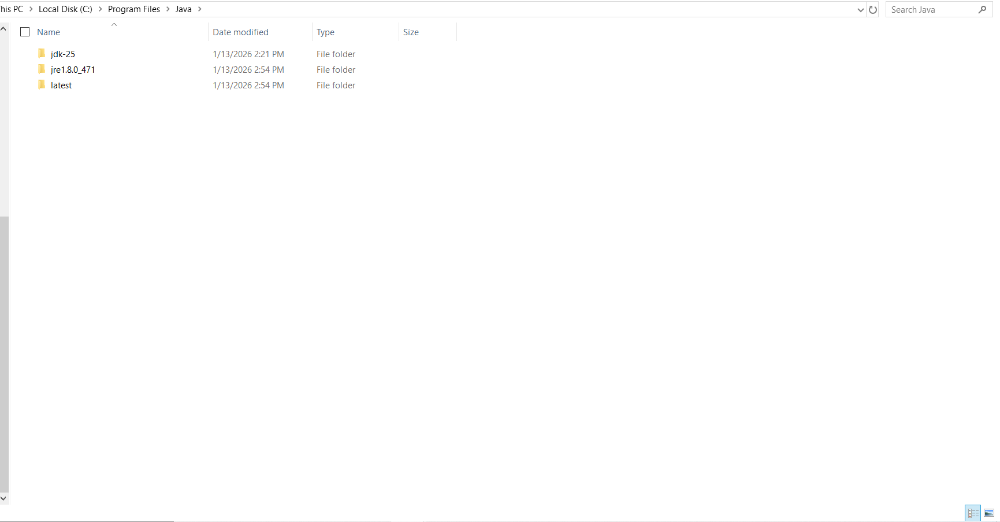 his PC > Local Disk (C:) > Program Files > Java >
Search Java
Name Date modified Type Size
jdk-25 1/13/2026 2:21 PM File folder
jre1.8.0_471 1/13/2026 2:54 PM File folder
latest 1/13/2026 2:54 PM File folder